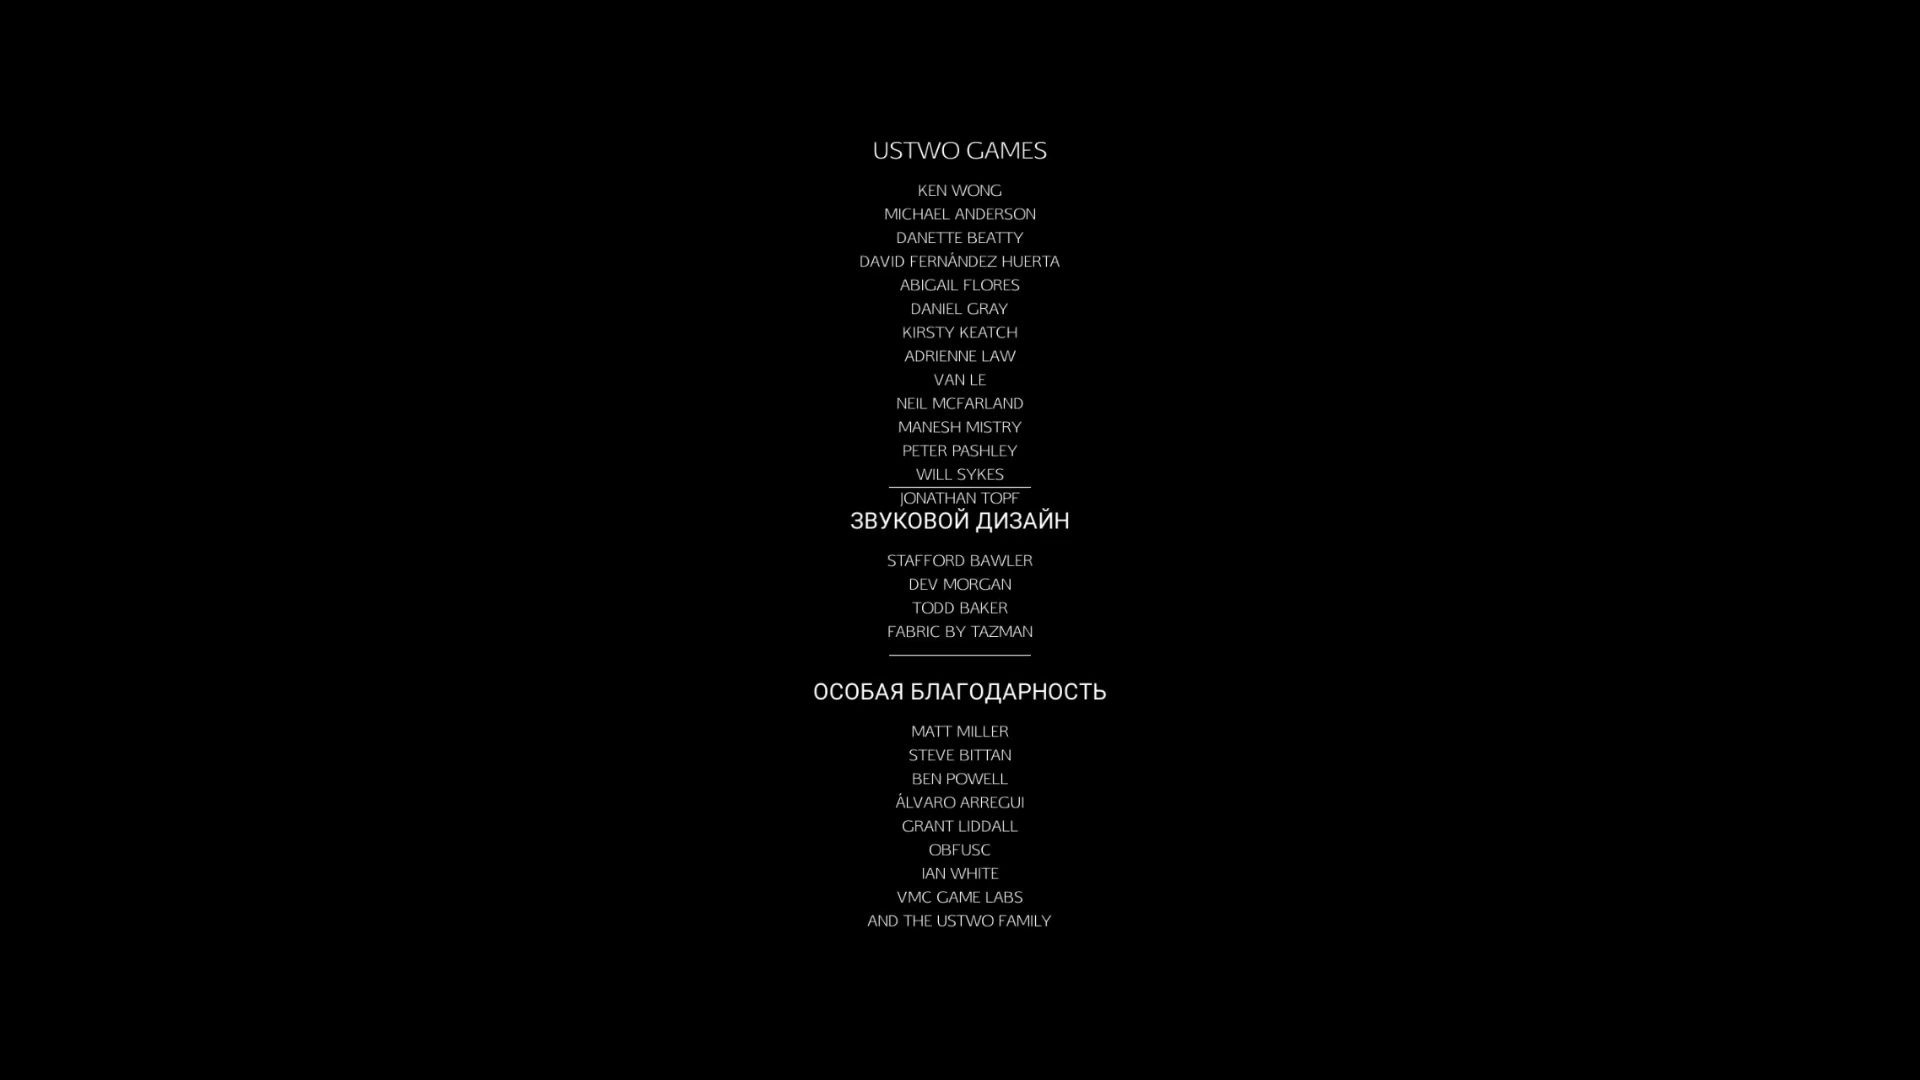 USTWO GAMES
KEN WONG
MICHAEL ANDERSON
DANETTE BEATTY
DAVID FERNÁNDEZ HUERTA
ABIGAIL FLORES
DANIEL GRAY
KIRSTY KEATCH
ADRIENNE LAW
VAN LE
NEIL MCFARLAND
MANESH MISTRY
PETER PASHLEY
WILL SYKES
JONATHAN TOPF
ЗВУКОВОЙ ДИЗАЙН
STAFFORD BAWLER
DEV MORGAN
TODD BAKER
FABRIC BY TAZMAN
ОСОБАЯ БЛАГОДАРНОСТЬ
MATT MILLER
STEVE BITTAN
BEN POWELL
ÁLVARO ARREGUI
GRANT LIDDALL
OBFUSC
IAN WHITE
VMC GAME LABS
AND THE USTWO FAMILY